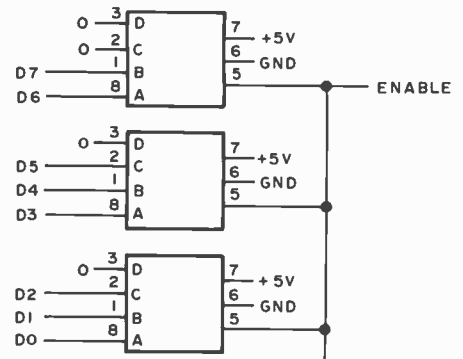 0 3 D 7 +5V
0 2 C 6 GND
D7 1 B 5 ENABLE
D6 8 A
0 3 D 7 +5V
D5 2 C 6 GND
D4 1 B 5
D3 8 A
0 3 D 7 +5V
D2 2 C 6 GND
D1 1 B 5
D0 8 A